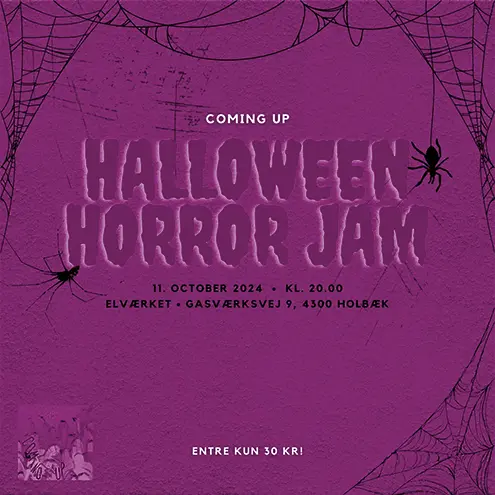 COMING UP
HALLOWEEN
HORROR JAM
11. OCTOBER 2024 • KL. 20.00
ELVÆRKET • GASVÆRKSVEJ 9, 4300 HOLBÆK
ENTRE KUN 30 KR!